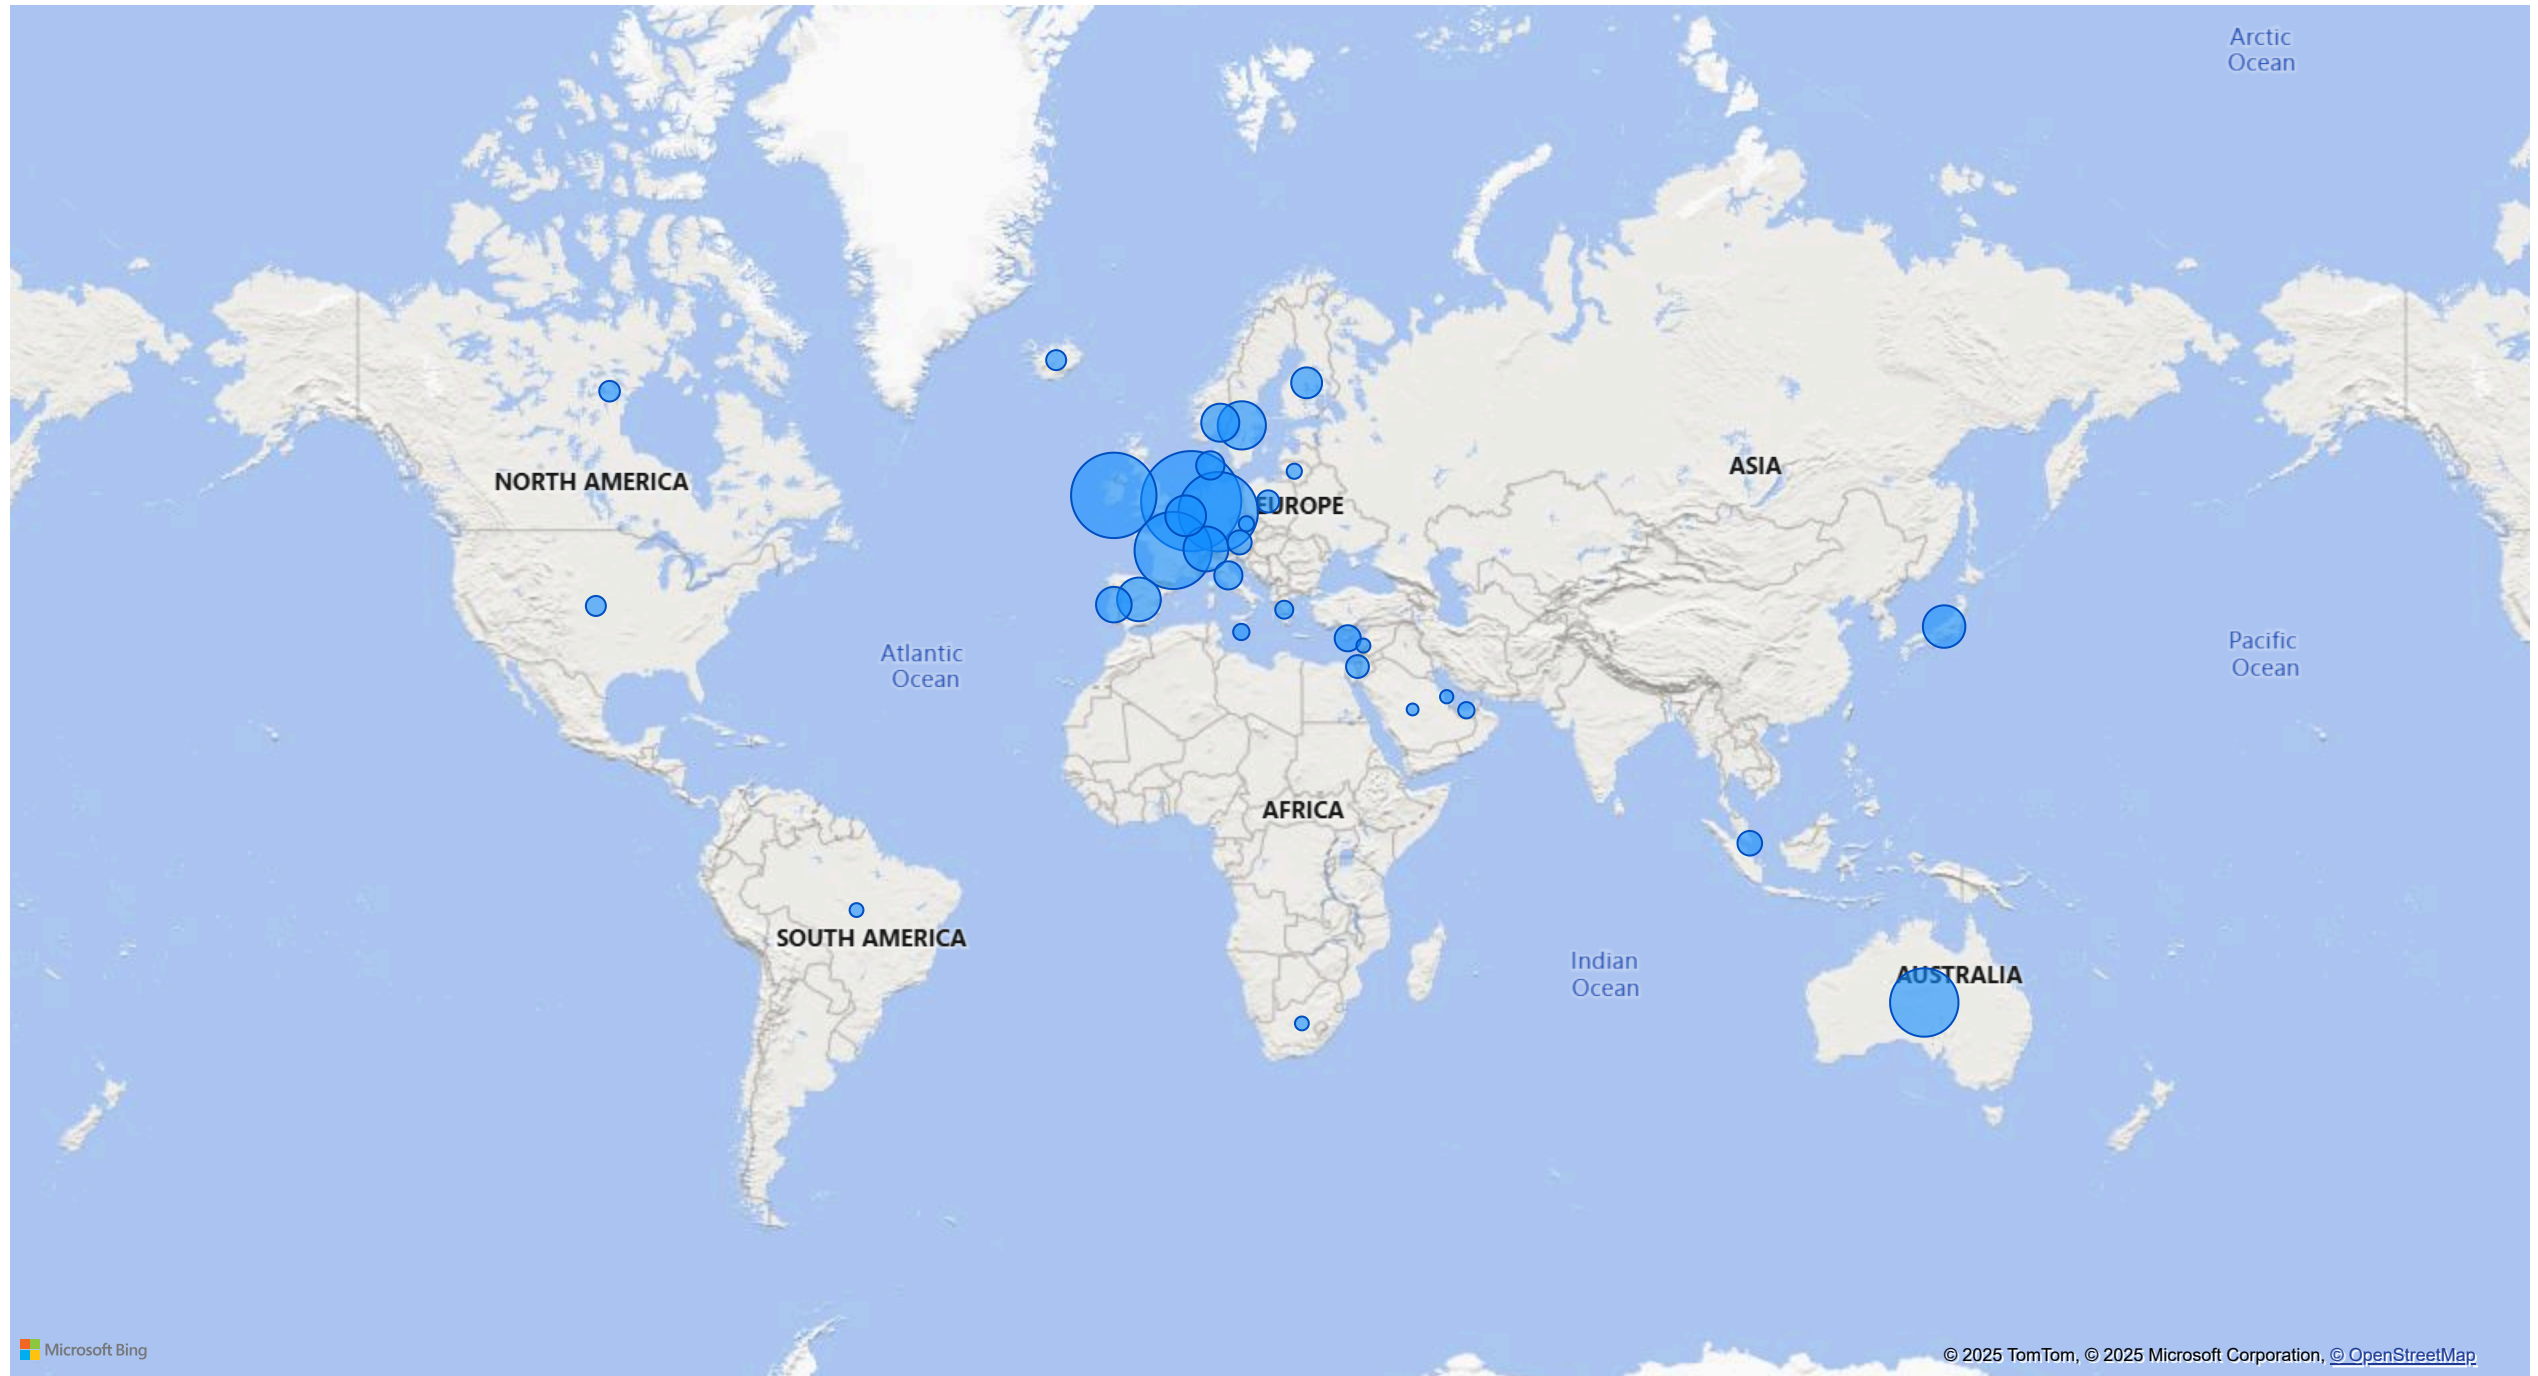 Arctic
Ocean
NORTH AMERICA
ASIA
EUROPE
Atlantic
Ocean
Pacific
Ocean
AFRICA
SOUTH AMERICA
Indian
Ocean
AUSTRALIA
Microsoft Bing
© 2025 TomTom, © 2025 Microsoft Corporation, © OpenStreetMap